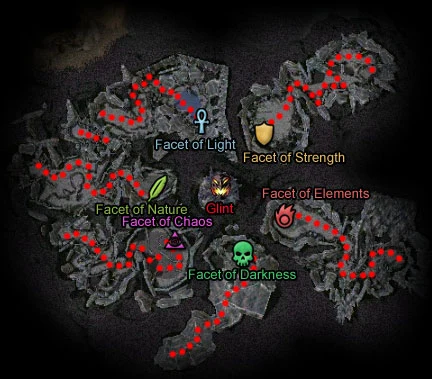 Facet of Light
Facet of Strength
Facet of Elements
Facet of Nature
Glint
Facet of Chaos
Facet of Darkness